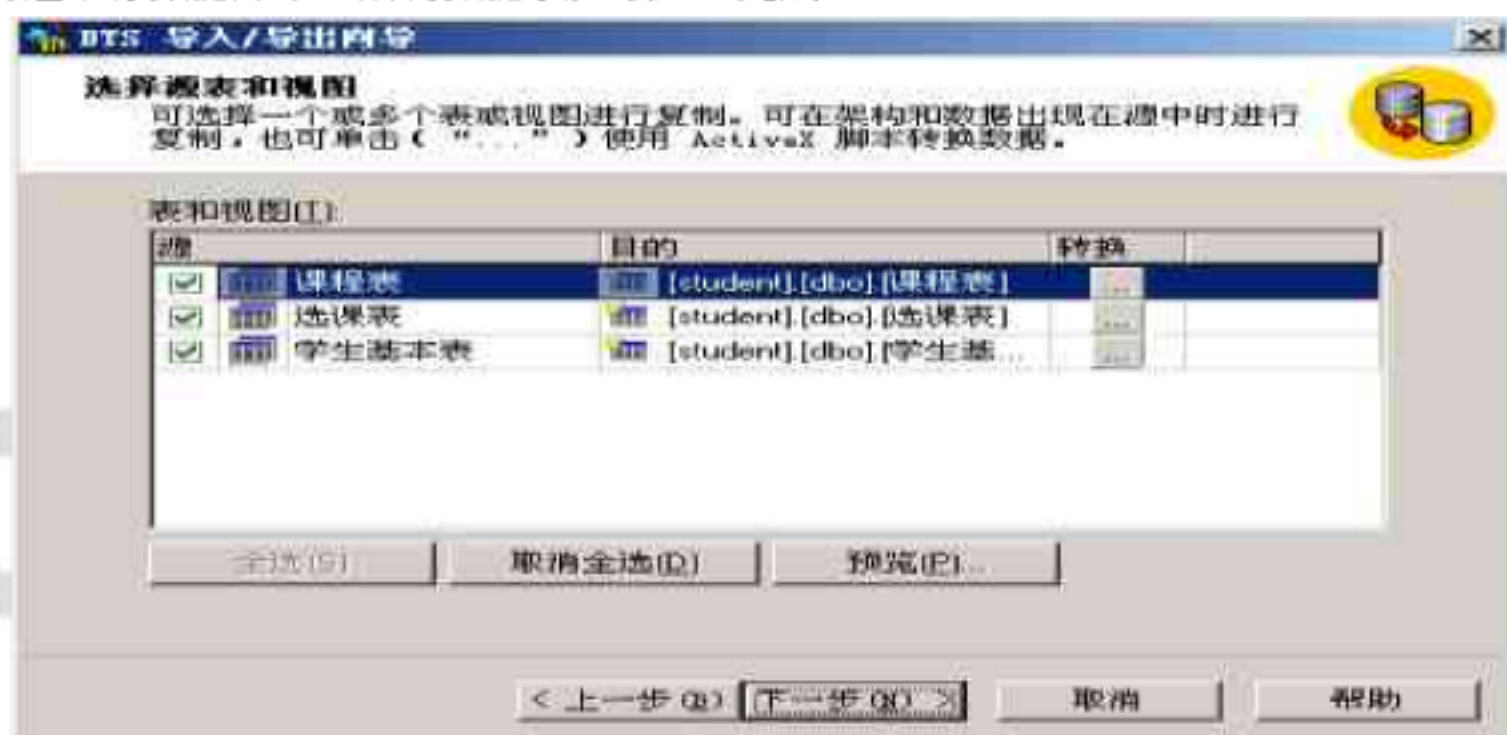 DTS 导入/导出向导
选择源表和视图
可选择一个或多个表或视图进行复制。可在架构和数据出现在源中时进行
复制，也可单击（“...”）使用 ActiveX 脚本转换数据。
表和视图(T):
源 目的 转换
课程表 [student].[dbo].[课程表] ...
选课表 [student].[dbo].[选课表] ...
学生基本表 [student].[dbo].[学生基... ...
全选(S) 取消全选(D) 预览(P)...
< 上一步(B) 下一步(N) > 取消 帮助